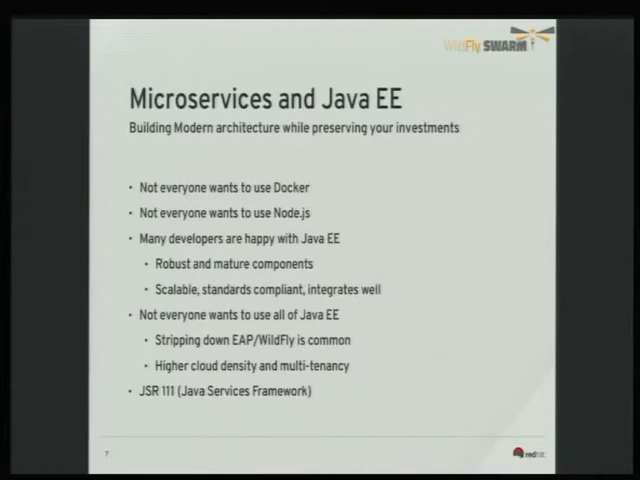 WildFly SWARM
Microservices and Java EE
Building Modern architecture while preserving your investments
• Not everyone wants to use Docker
• Not everyone wants to use Node.js
• Many developers are happy with Java EE
• Robust and mature components
• Scalable, standards compliant, integrates well
• Not everyone wants to use all of Java EE
• Stripping down EAP/WildFly is common
• Higher cloud density and multi-tenancy
• JSR 111 (Java Services Framework)
7
redhat